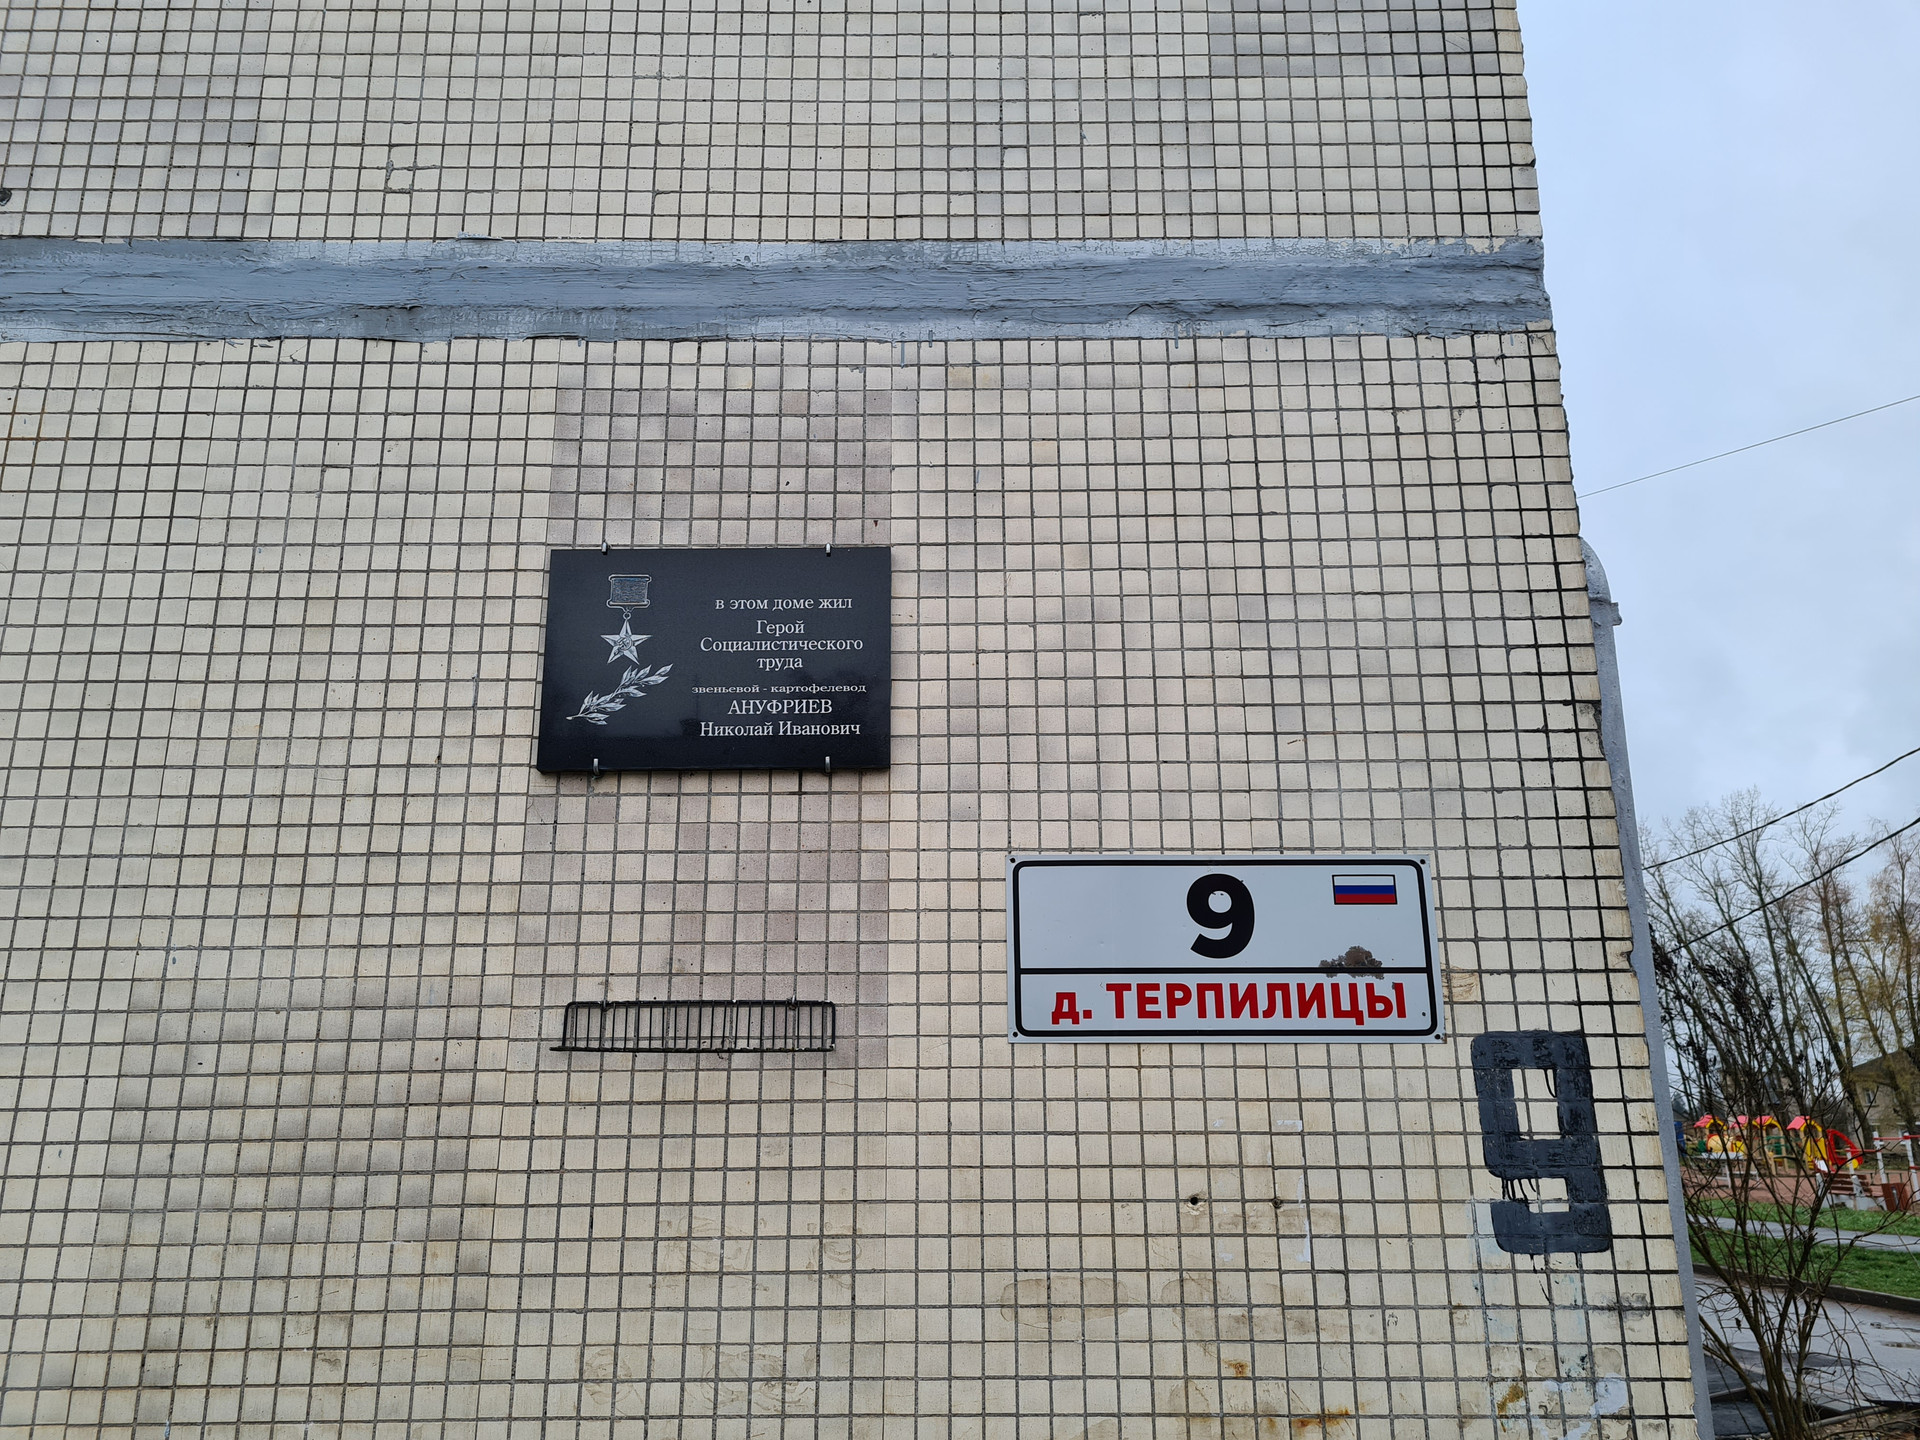 в этом доме жил
Герой
Социалистического
труда
звеньевой - картофелевод
АНУФРИЕВ
Николай Иванович
9
д. ТЕРПИЛИЦЫ
9